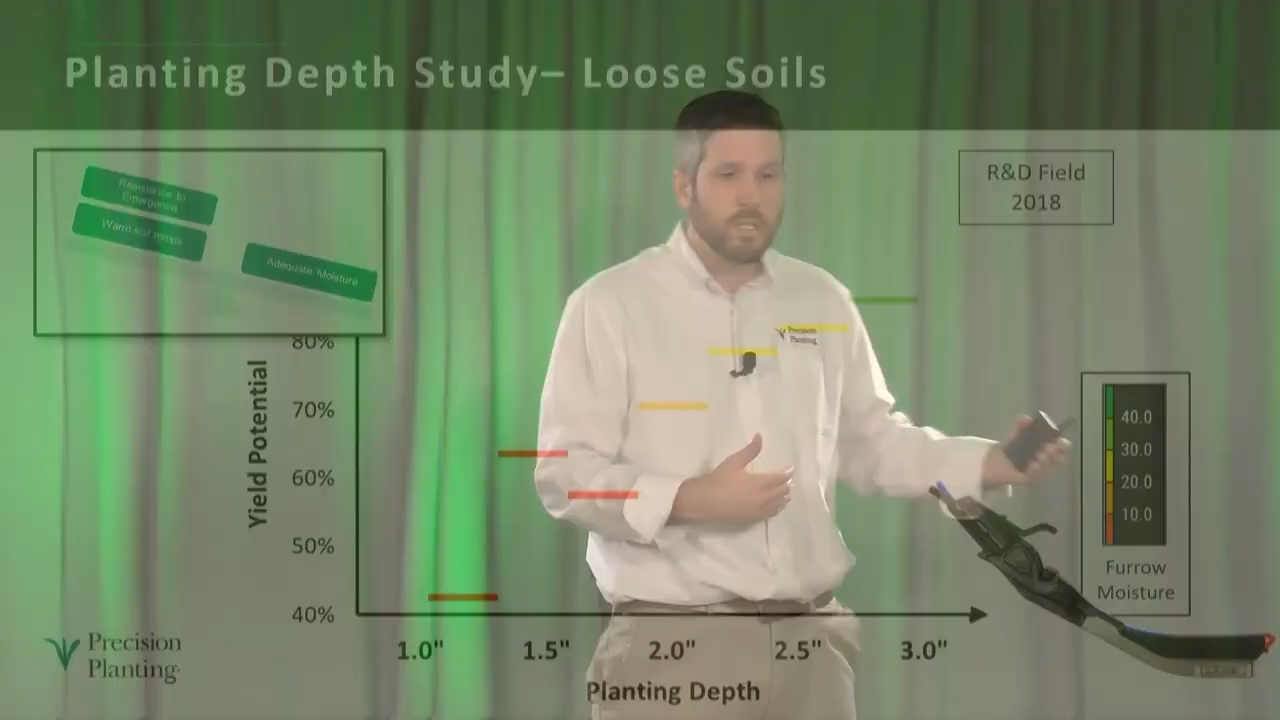 Planting Depth Study– Loose Soils
Resistance to
Emergence
Warm soil temps
Adequate Moisture
R&D Field
2018
Precision
Planting
80%
70%
60%
50%
40%
Yield Potential
40.0
30.0
20.0
10.0
Furrow
Moisture
1.0"
1.5"
2.0"
2.5"
3.0"
Planting Depth
Precision
Planting